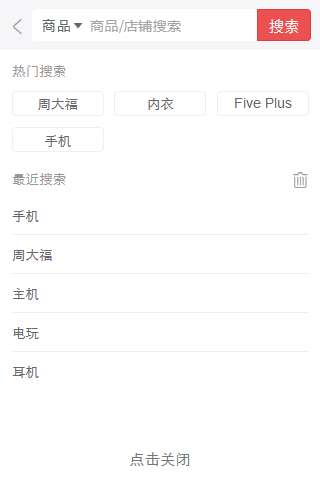 商品 商品/店铺搜索 搜索
热门搜索
周大福 内衣 Five Plus
手机
最近搜索
手机
周大福
主机
电玩
耳机
点击关闭